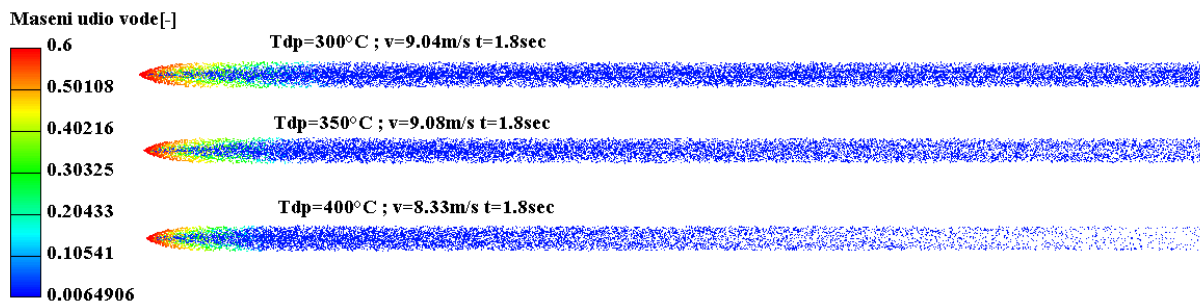 Maseni udio vode[-]
0.6
0.50108
0.40216
0.30325
0.20433
0.10541
0.0064906
Tdp=300°C ; v=9.04m/s t=1.8sec
Tdp=350°C ; v=9.08m/s t=1.8sec
Tdp=400°C ; v=8.33m/s t=1.8sec